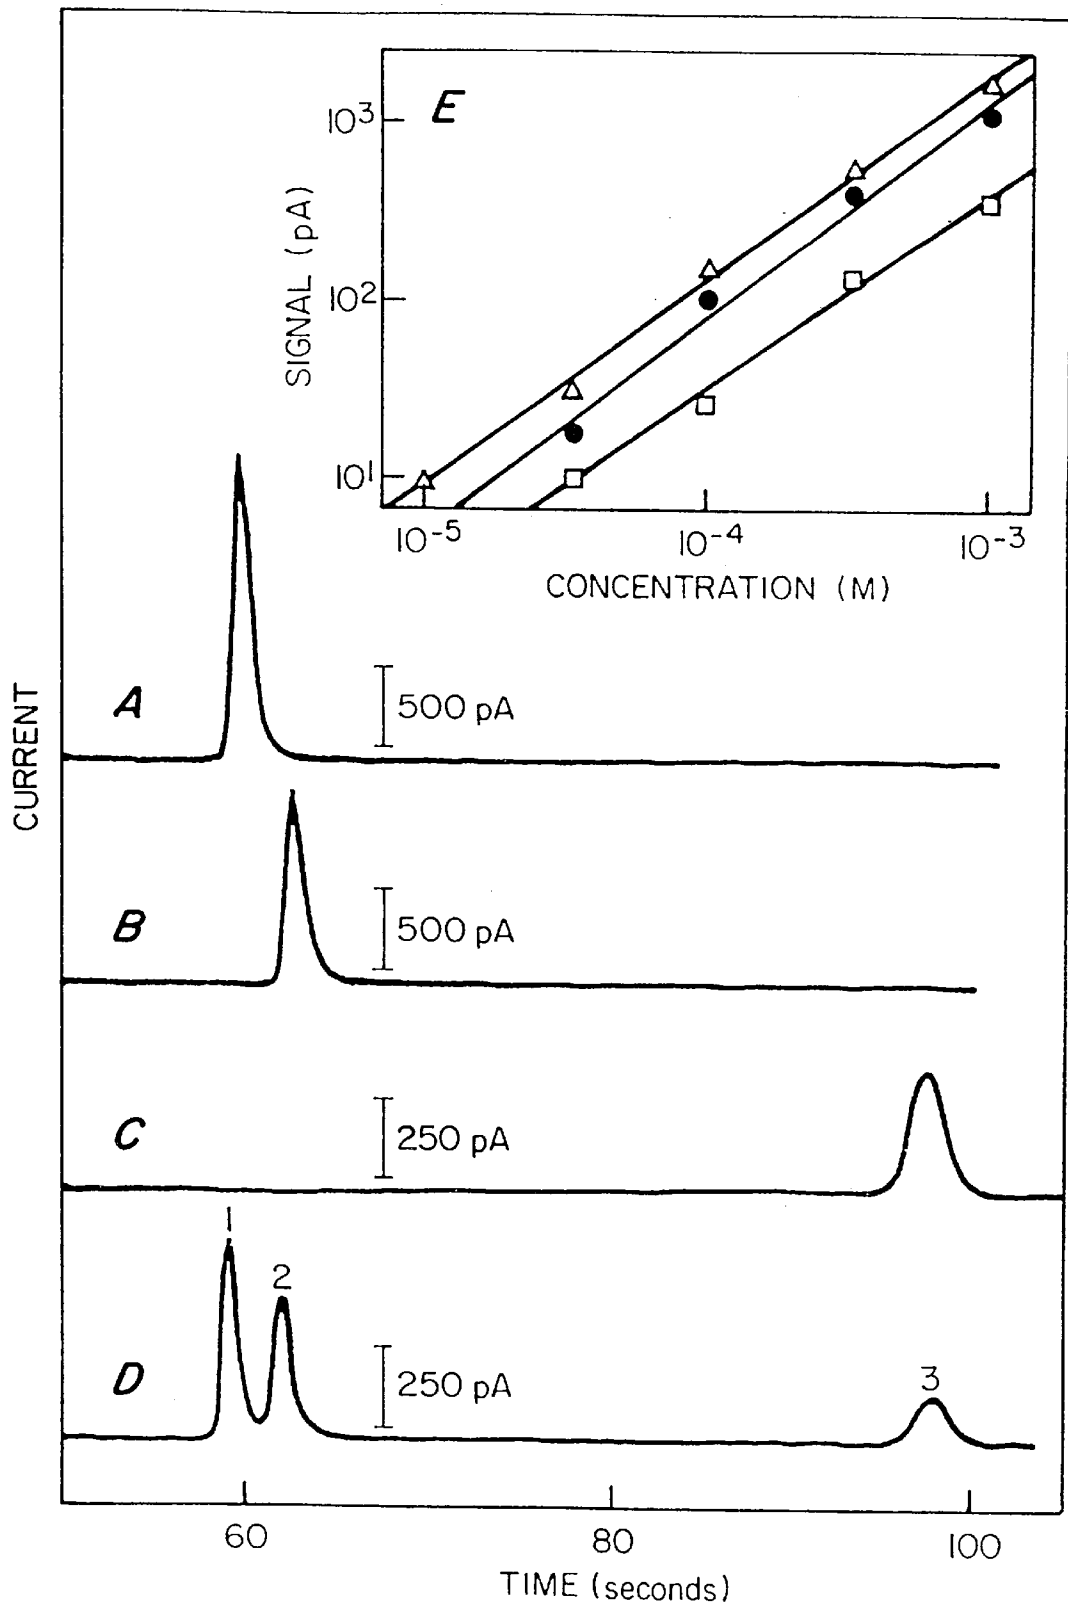 E
10³
10²
10¹
SIGNAL (pA)
10⁻⁵
10⁻⁴
10⁻³
CONCENTRATION (M)
CURRENT
A
500 pA
B
500 pA
C
250 pA
D
1
2
250 pA
3
60
80
100
TIME (seconds)